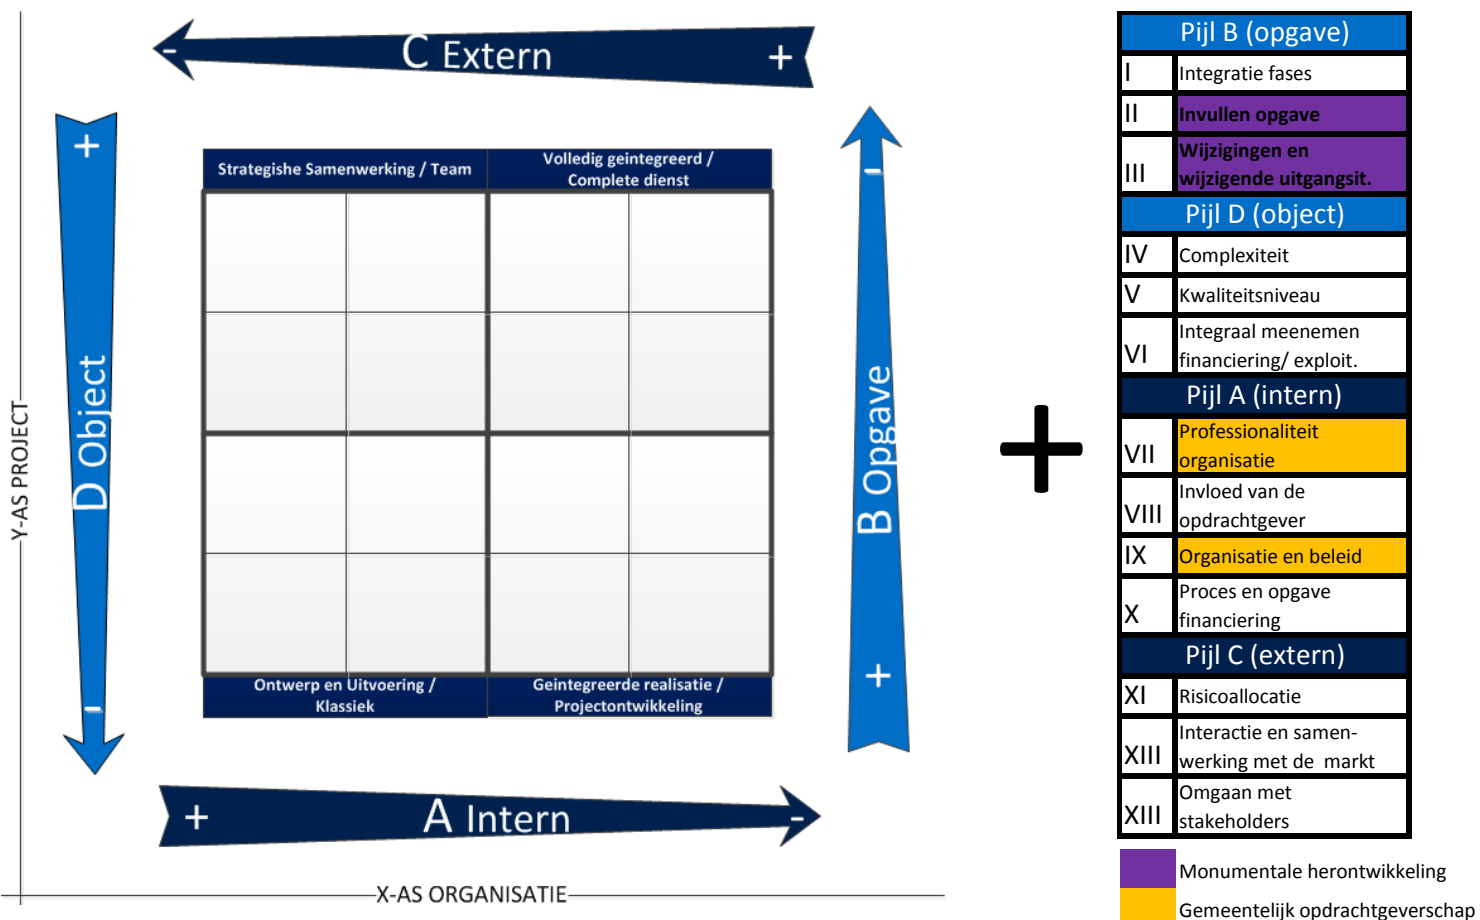 C Extern
-
+
D Object
+
-
B Opgave
-
+
A Intern
+
-
Strategishe Samenwerking / Team
Volledig geintegreerd /
Complete dienst
Ontwerp en Uitvoering /
Klassiek
Geintegreerde realisatie /
Projectontwikkeling
Y-AS PROJECT
X-AS ORGANISATIE
+
Pijl B (opgave)
I Integratie fases
II Invullen opgave
III Wijzigingen en
wijzigende uitgangsit.
Pijl D (object)
IV Complexiteit
V Kwaliteitsniveau
VI Integraal meenemen
financiering/ exploit.
Pijl A (intern)
VII Professionaliteit
organisatie
VIII Invloed van de
opdrachtgever
IX Organisatie en beleid
X Proces en opgave
financiering
Pijl C (extern)
XI Risicoallocatie
XIII Interactie en samen-
werking met de markt
XIII Omgaan met
stakeholders
Monumentale herontwikkeling
Gemeentelijk opdrachtgeverschap